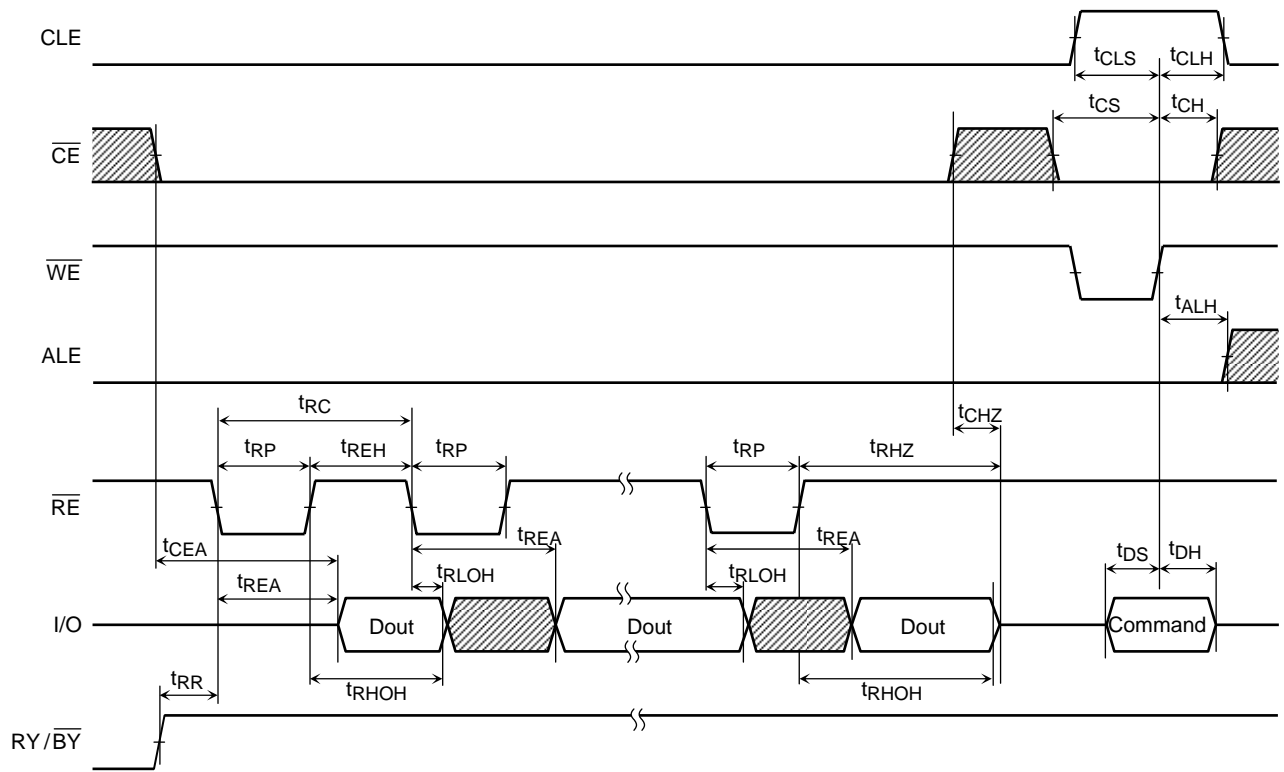 CLE
tCLS tCLH
tCS tCH
CE
WE
tALH
ALE
tRC
tCHZ
tRP tREH tRP tRP tRHZ
RE
tCEA tREA tREA
tREA tRLOH tRLOH tDS tDH
I/O Dout Dout Dout Command
tRR tRHOH tRHOH
RY/BY